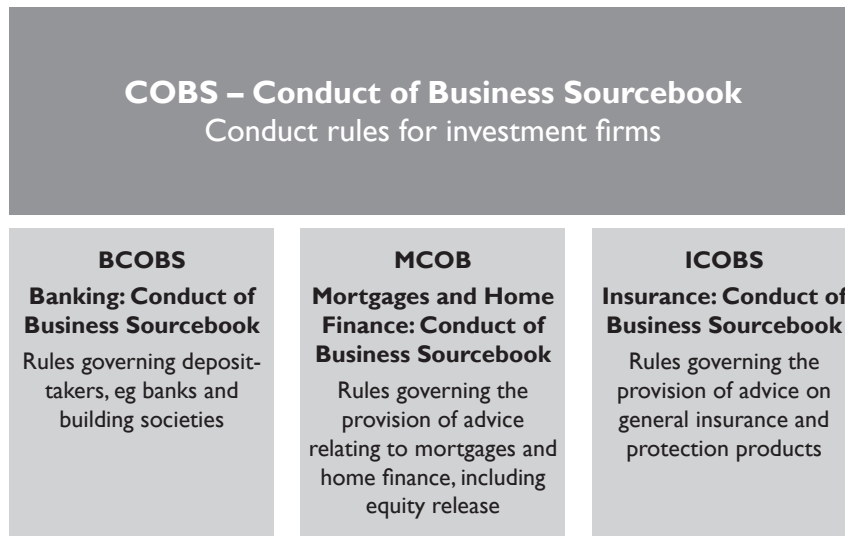 COBS – Conduct of Business Sourcebook
Conduct rules for investment firms
BCOBS
Banking: Conduct of
Business Sourcebook
Rules governing deposit-
takers, eg banks and
building societies
MCOB
Mortgages and Home
Finance: Conduct of
Business Sourcebook
Rules governing the
provision of advice
relating to mortgages and
home finance, including
equity release
ICOBS
Insurance: Conduct of
Business Sourcebook
Rules governing the
provision of advice on
general insurance and
protection products